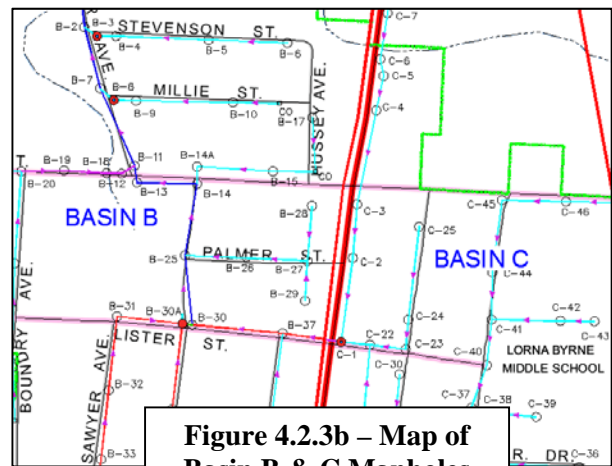 B-2
B-3
STEVENSON ST.
B-4
B-5
B-6
C-7
C-6
C-5
AVE.
B-7
B-8
MILLIE ST.
B-9
B-10
CO
B-17
HUSSEY AVE.
C-4
T.
B-19
B-18
B-11
B-14A
B-20
B-12
B-13
B-14
B-15
CO
BASIN B
B-28
C-3
C-45
C-46
C-25
PALMER ST.
B-25
B-26
B-27
C-2
BASIN C
C-44
B-29
BOUNDRY AVE.
B-31
B-30A
B-30
B-37
C-24
C-41
C-42
C-43
LISTER ST.
C-1
C-22
C-23
C-40
LORNA BYRNE
MIDDLE SCHOOL
C-30
SAWYER AVE.
B-32
C-37
C-38
C-39
B-33
R. DR.
C-36
Figure 4.2.3b – Map of
Basin B & C Manholes